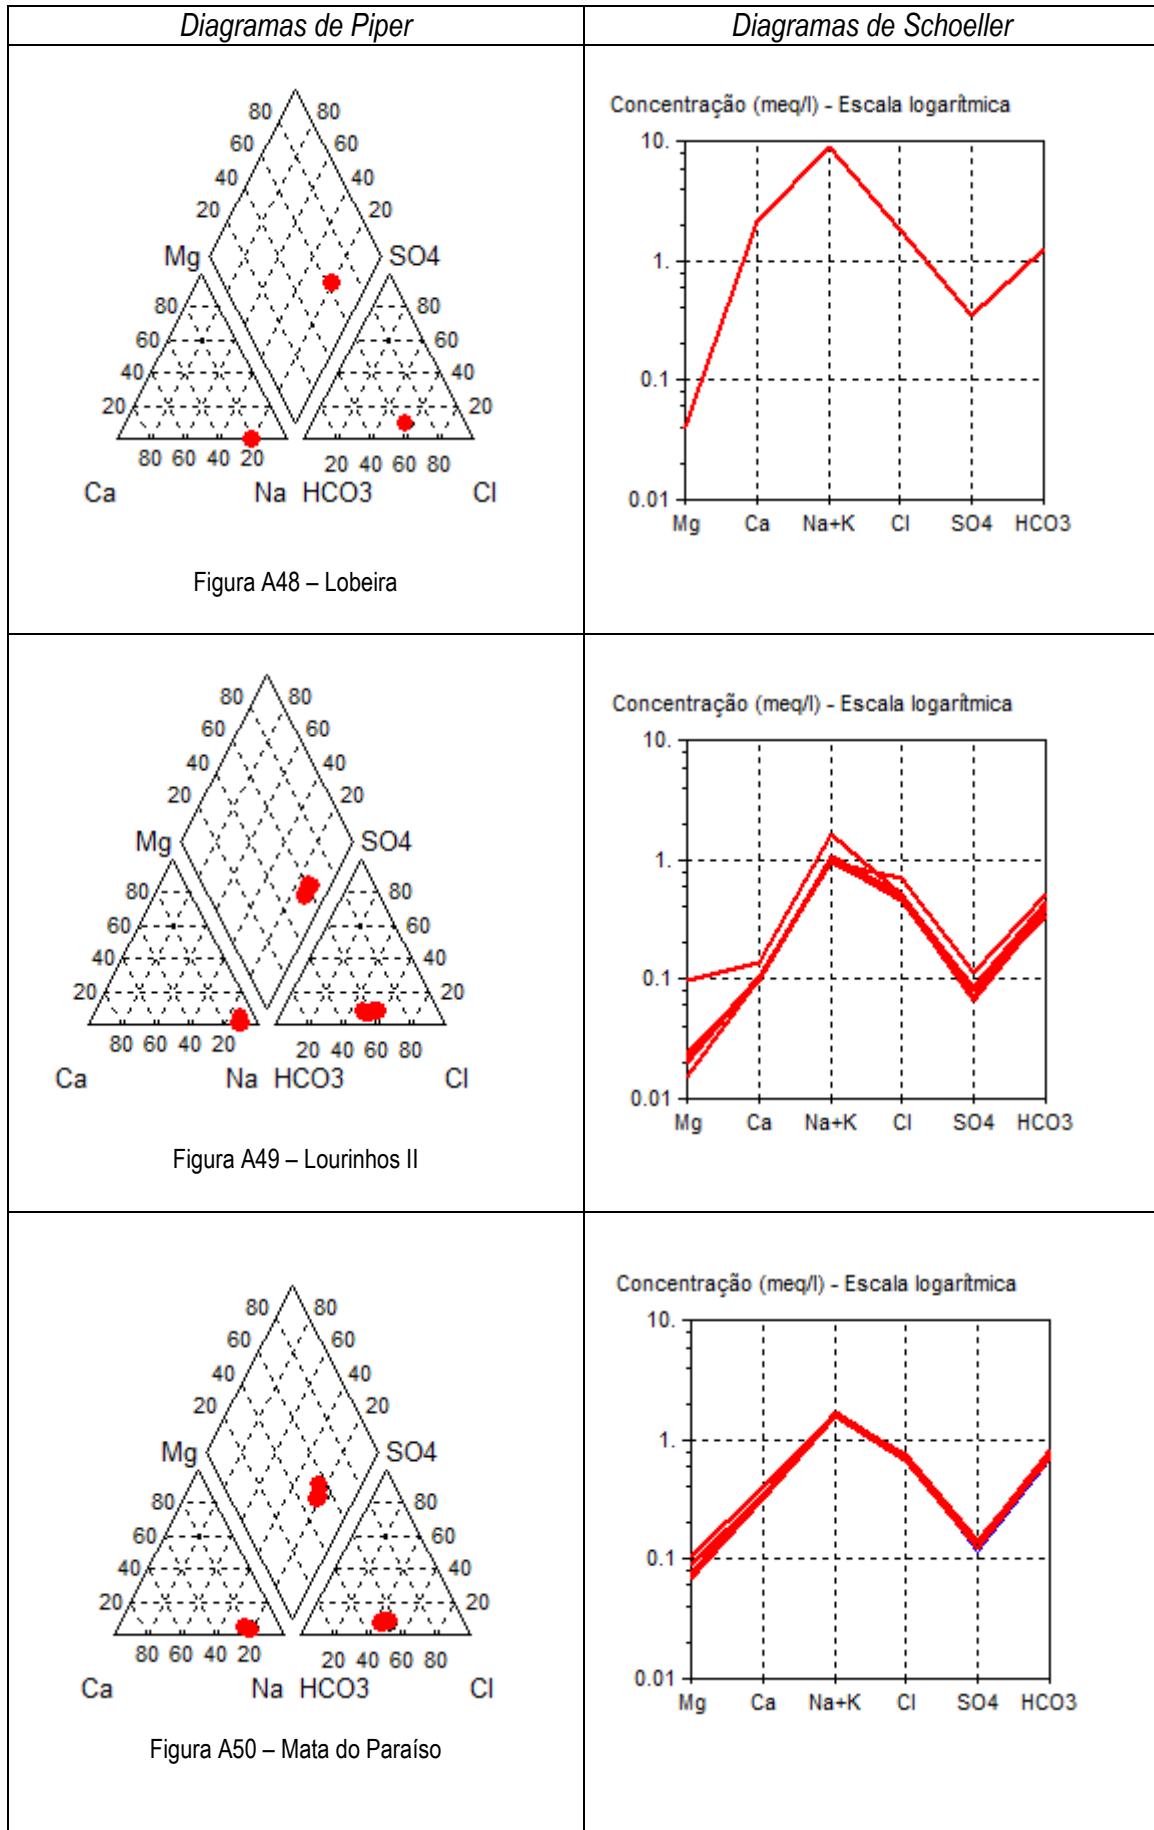 Diagramas de Piper
Diagramas de Schoeller
80 80
60 60
40 40
20 20
Mg SO4
80 80
60 60
40 40
20 20
80 60 40 20 20 40 60 80
Ca Na HCO3 Cl
Figura A48 – Lobeira
Concentração (meq/l) - Escala logarítmica
10.
1.
0.1
0.01
Mg Ca Na+K Cl SO4 HCO3
80 80
60 60
40 40
20 20
Mg SO4
80 80
60 60
40 40
20 20
80 60 40 20 20 40 60 80
Ca Na HCO3 Cl
Figura A49 – Lourinhos II
Concentração (meq/l) - Escala logarítmica
10.
1.
0.1
0.01
Mg Ca Na+K Cl SO4 HCO3
80 80
60 60
40 40
20 20
Mg SO4
80 80
60 60
40 40
20 20
80 60 40 20 20 40 60 80
Ca Na HCO3 Cl
Figura A50 – Mata do Paraíso
Concentração (meq/l) - Escala logarítmica
10.
1.
0.1
0.01
Mg Ca Na+K Cl SO4 HCO3